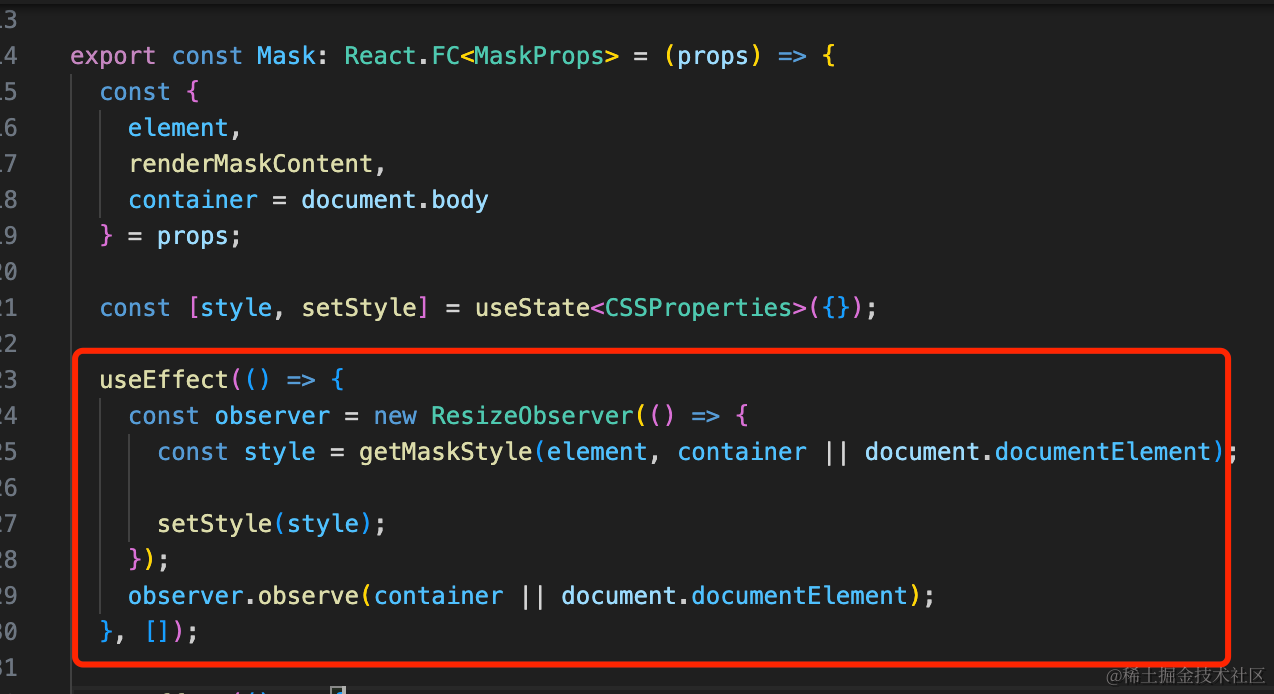 13
14 export const Mask: React.FC<MaskProps> = (props) => {
15 const {
16 element,
17 renderMaskContent,
18 container = document.body
19 } = props;
20
21 const [style, setStyle] = useState<CSSProperties>({});
22
23 useEffect(() => {
24 const observer = new ResizeObserver(() => {
25 const style = getMaskStyle(element, container || document.documentElement);
26
27 setStyle(style);
28 });
29 observer.observe(container || document.documentElement);
30 }, []);
31
@稀土掘金技术社区